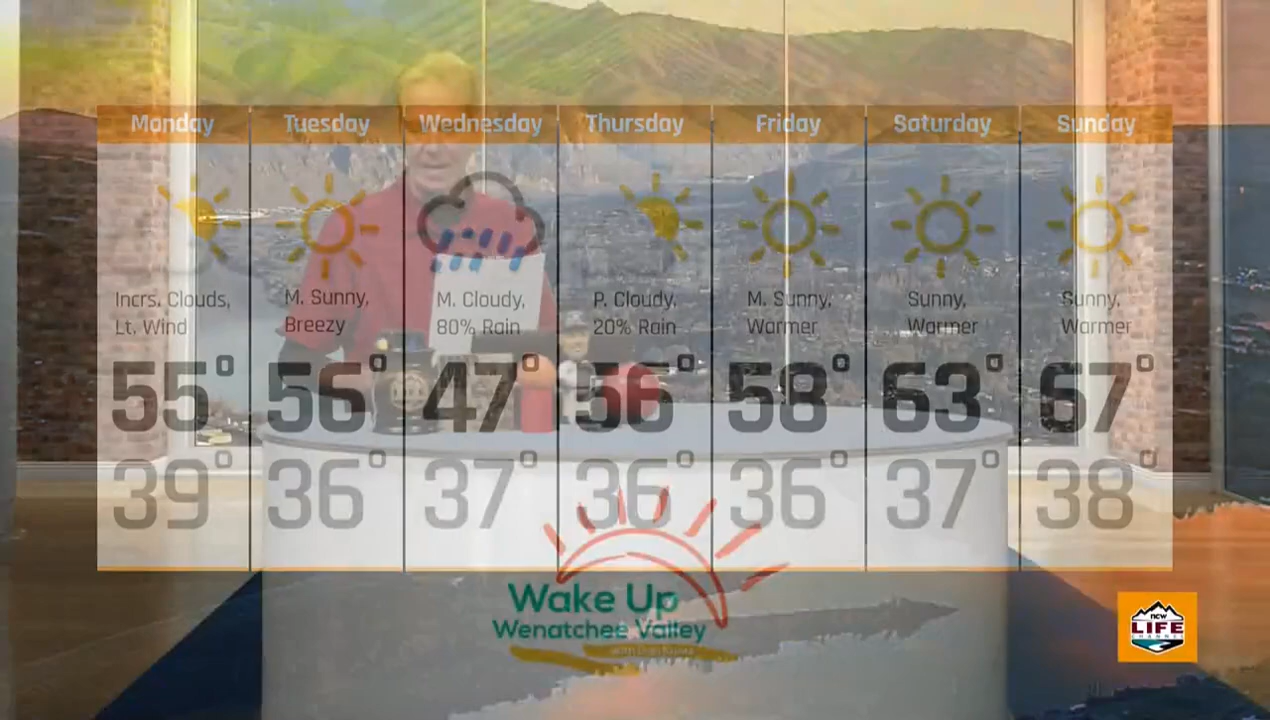 Monday
Tuesday
Wednesday
Thursday
Friday
Saturday
Sunday
Incrs. Clouds,
Lt. Wind
M. Sunny,
Breezy
M. Cloudy,
80% Rain
P. Cloudy,
20% Rain
M. Sunny,
Warmer
Sunny,
Warmer
Sunny,
Warmer
55° 56° 47° 56° 58° 63° 67°
39° 36° 37° 36° 36° 37° 38°
Wake Up
Wenatchee Valley
ncw
LIFE
CHANNEL